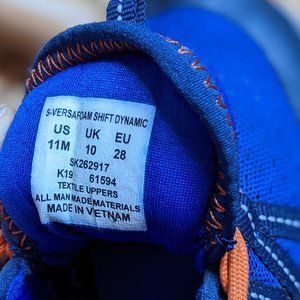 S-VERSAFOAM SHIFT DYNAMIC
US UK EU
11M 10 28
SK262917
K19 61594
TEXTILE UPPERS
ALL MAN MADE MATERIALS
MADE IN VIETNAM